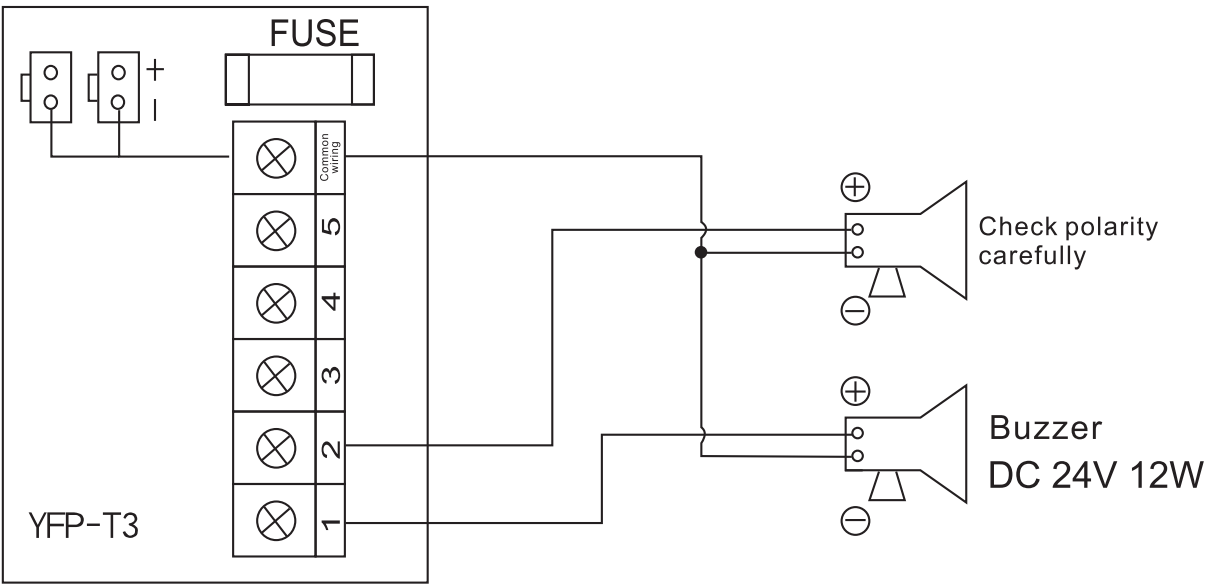 FUSE
+
−
Common
wiring
5
4
3
2
1
YFP-T3
+
Check polarity
carefully
−
+
Buzzer
DC 24V 12W
−